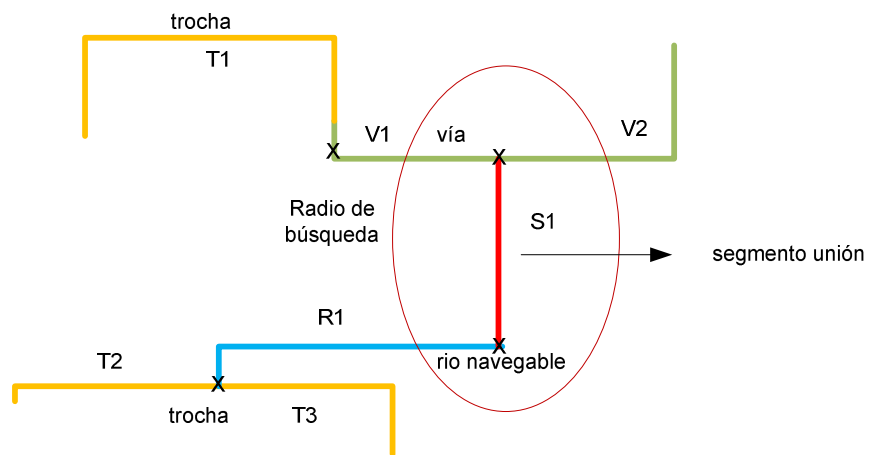 trocha
T1
V1
vía
V2
X
X
Radio de
búsqueda
S1
segmento unión
R1
X
rio navegable
T2
X
trocha
T3